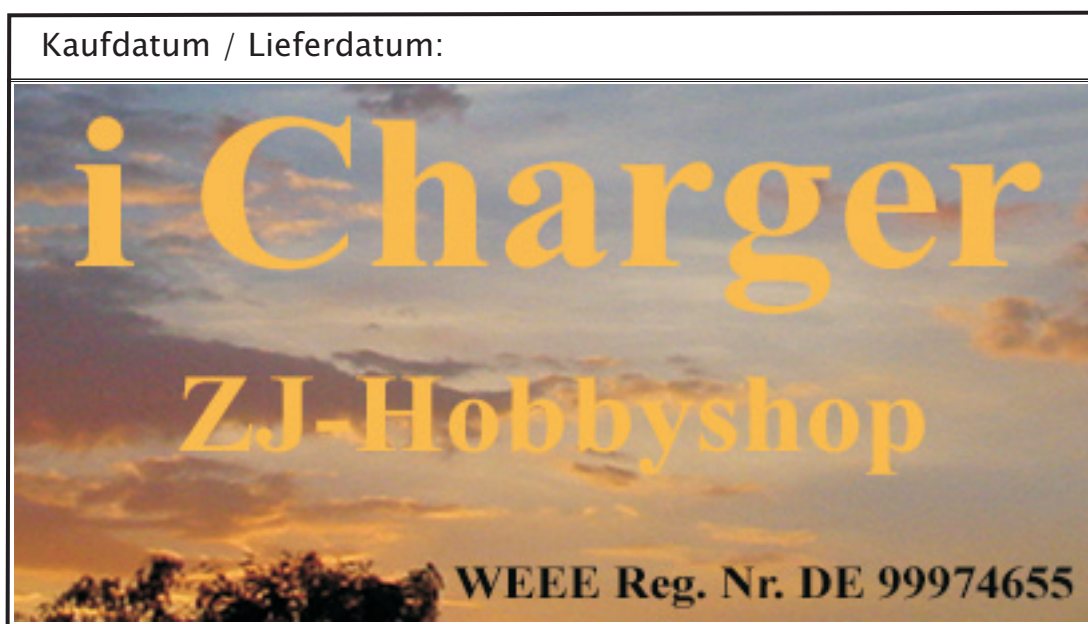 Kaufdatum / Lieferdatum:
i Charger
ZJ-Hobbyshop
WEEE Reg. Nr. DE 99974655